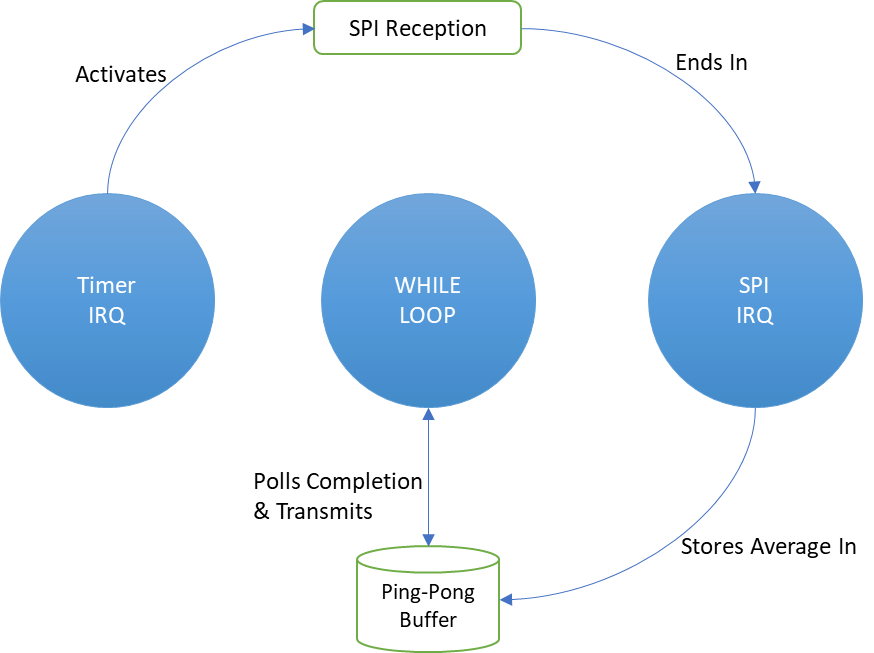 SPI Reception
Activates
Ends In
Timer
IRQ
WHILE
LOOP
SPI
IRQ
Polls Completion
& Transmits
Stores Average In
Ping-Pong
Buffer